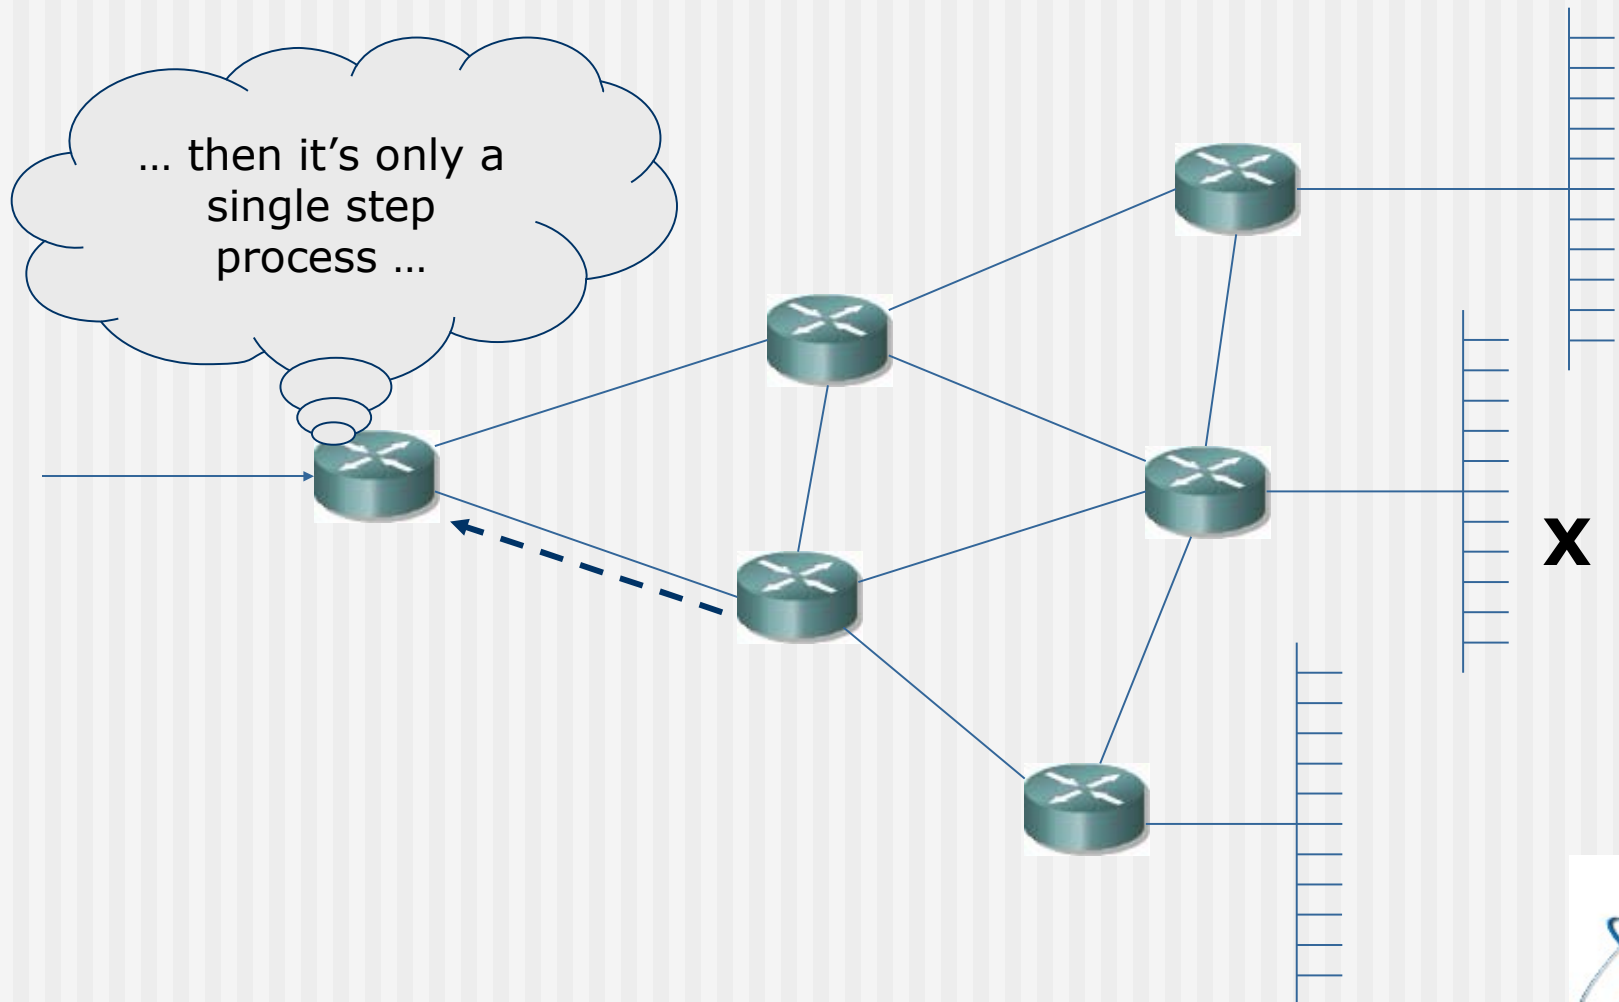 … then it’s only a
single step
process …
X